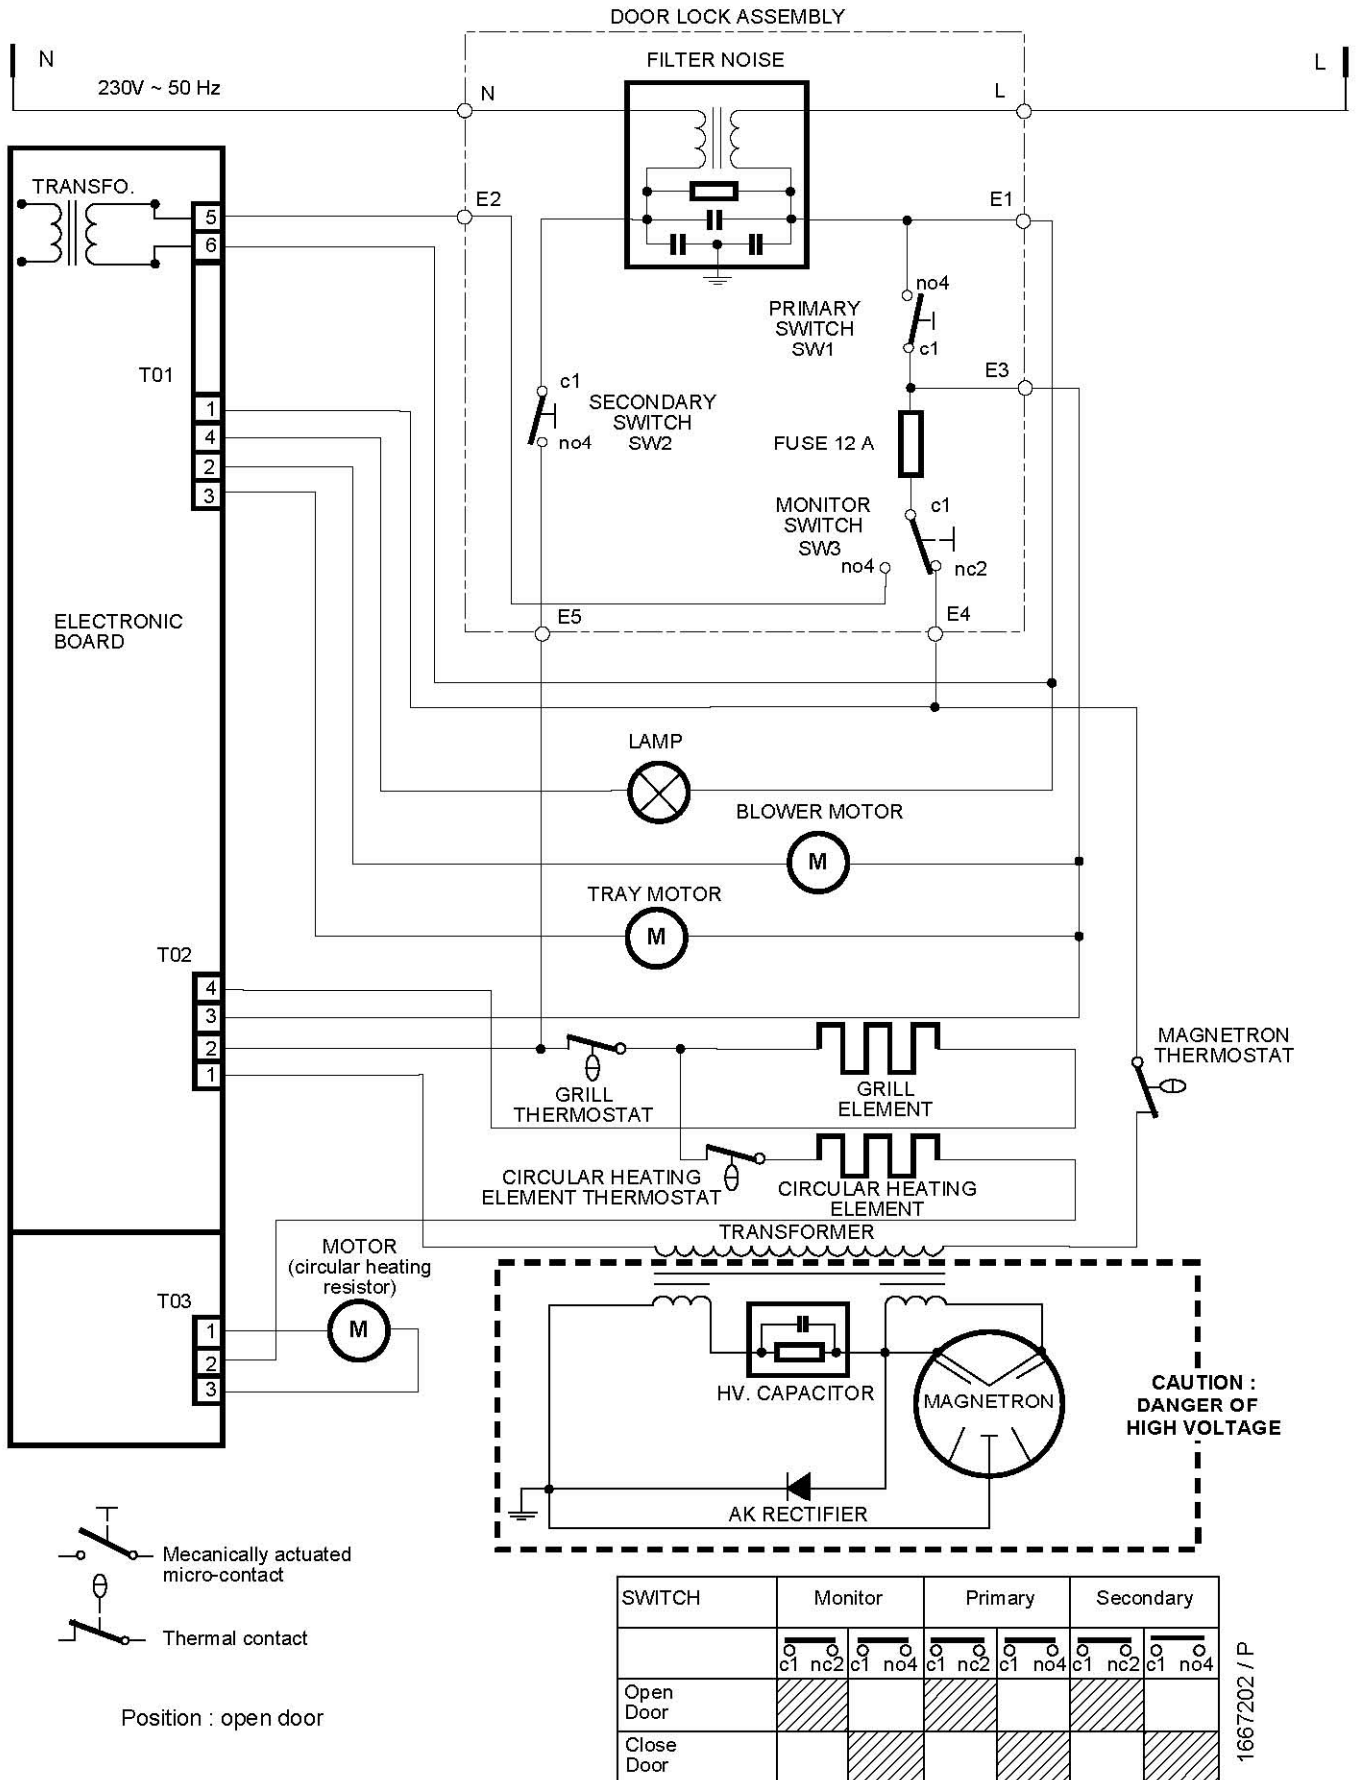 DOOR LOCK ASSEMBLY
N
L
FILTER NOISE
230V ~ 50 Hz
N
L
TRANSFO.
E2
E1
5
6
no4
PRIMARY
SWITCH
SW1
c1
T01
E3
c1
SECONDARY
SWITCH
SW2
no4
1
4
2
3
FUSE 12 A
MONITOR
SWITCH
SW3
c1
no4
nc2
ELECTRONIC
BOARD
E5
E4
LAMP
BLOWER MOTOR
M
TRAY MOTOR
M
T02
4
3
2
1
MAGNETRON
THERMOSTAT
GRILL
THERMOSTAT
GRILL
ELEMENT
CIRCULAR HEATING
ELEMENT THERMOSTAT
CIRCULAR HEATING
ELEMENT
TRANSFORMER
MOTOR
(circular heating
resistor)
M
T03
1
2
3
HV. CAPACITOR
MAGNETRON
CAUTION :
DANGER OF
HIGH VOLTAGE
AK RECTIFIER
Mecanically actuated
micro-contact
Thermal contact
Position : open door
SWITCH Monitor Primary Secondary
c1 nc2 c1 no4 c1 nc2 c1 no4 c1 nc2 c1 no4
Open
Door
Close
Door
1667202 / P